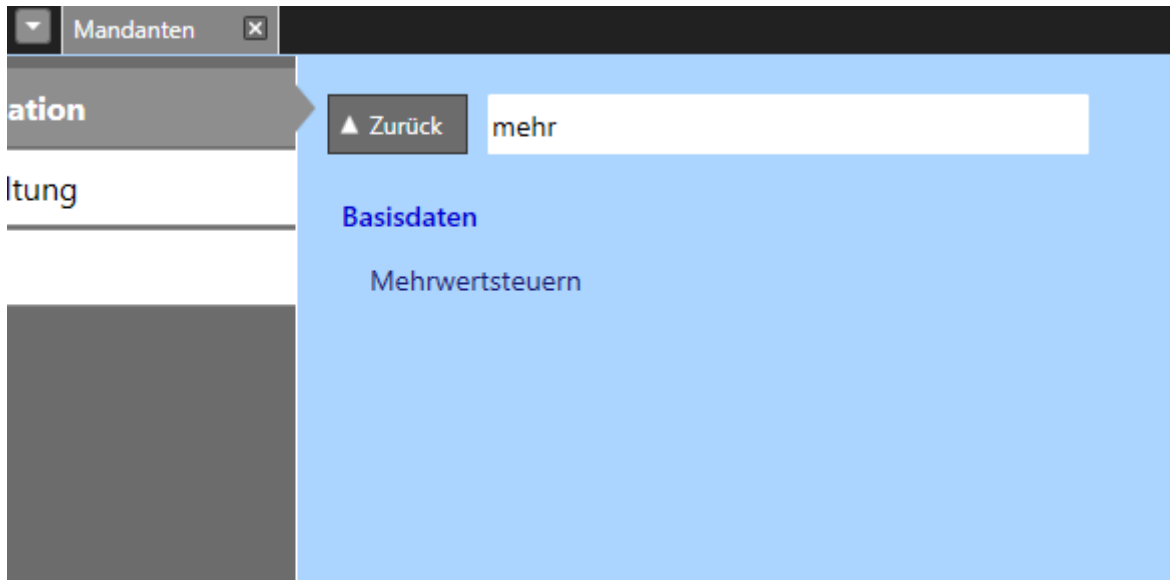 Mandanten
ation
ltung
Zurück
mehr
Basisdaten
Mehrwertsteuern